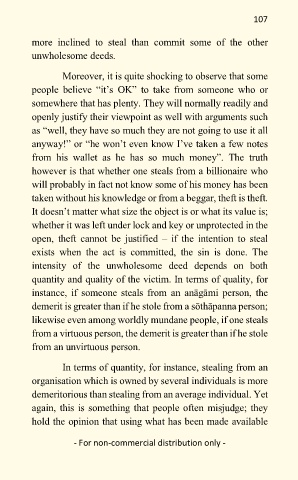 107
more inclined to steal than commit some of the other
unwholesome deeds.
Moreover, it is quite shocking to observe that some
people believe “it’s OK” to take from someone who or
somewhere that has plenty. They will normally readily and
openly justify their viewpoint as well with arguments such
as “well, they have so much they are not going to use it all
anyway!” or “he won’t even know I’ve taken a few notes
from his wallet as he has so much money”. The truth
however is that whether one steals from a billionaire who
will probably in fact not know some of his money has been
taken without his knowledge or from a beggar, theft is theft.
It doesn’t matter what size the object is or what its value is;
whether it was left under lock and key or unprotected in the
open, theft cannot be justified – if the intention to steal
exists when the act is committed, the sin is done. The
intensity of the unwholesome deed depends on both
quantity and quality of the victim. In terms of quality, for
instance, if someone steals from an anāgāmi person, the
demerit is greater than if he stole from a sōthāpanna person;
likewise even among worldly mundane people, if one steals
from a virtuous person, the demerit is greater than if he stole
from an unvirtuous person.
In terms of quantity, for instance, stealing from an
organisation which is owned by several individuals is more
demeritorious than stealing from an average individual. Yet
again, this is something that people often misjudge; they
hold the opinion that using what has been made available
- For non-commercial distribution only -